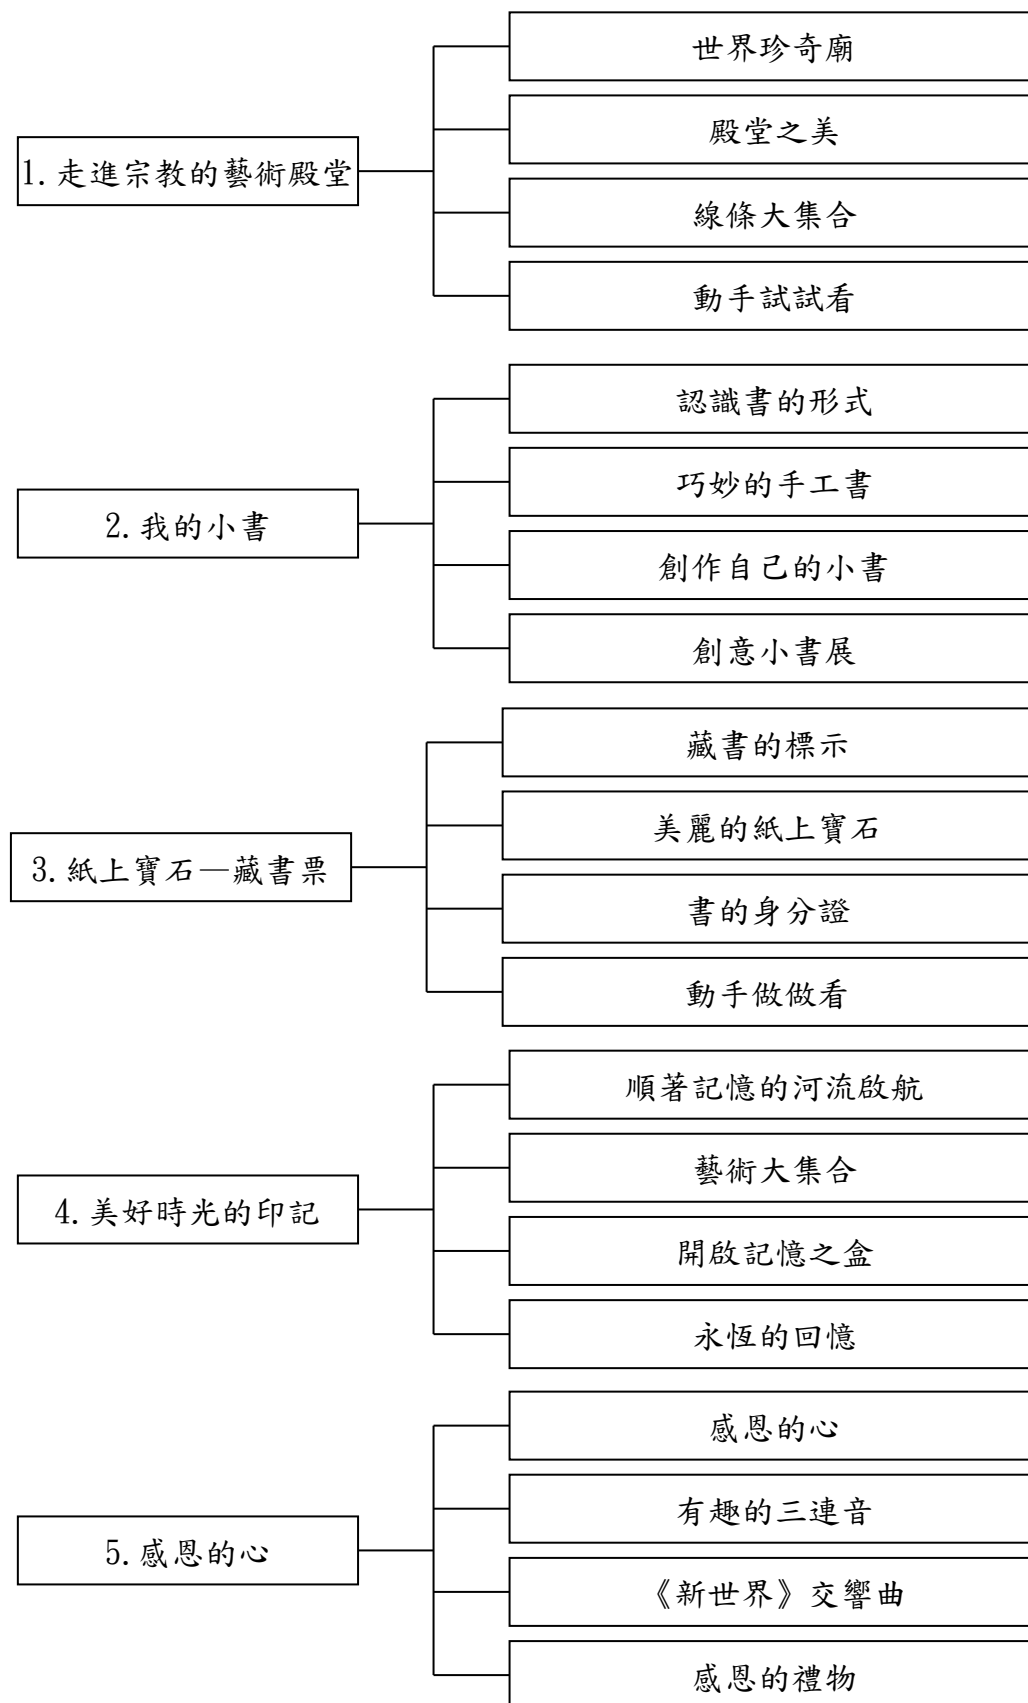 1.走進宗教的藝術殿堂
世界珍奇廟
殿堂之美
線條大集合
動手試試看
2.我的小書
認識書的形式
巧妙的手工書
創作自己的小書
創意小書展
3.紙上寶石—藏書票
藏書的標示
美麗的紙上寶石
書的身分證
動手做做看
4.美好時光的印記
順著記憶的河流啟航
藝術大集合
開啟記憶之盒
永恆的回憶
5.感恩的心
感恩的心
有趣的三連音
《新世界》交響曲
感恩的禮物